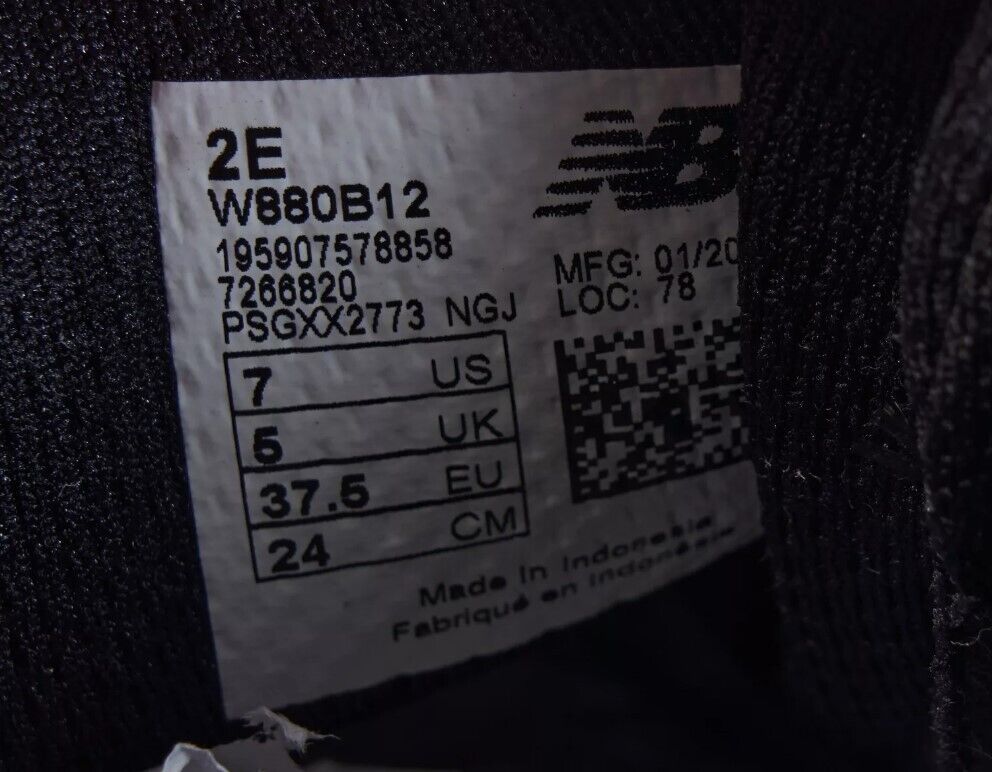 2E
W880B12
195907578858
7266820
PSGXX2773 NGJ
7 US
5 UK
37.5 EU
24 CM
NB
MFG: 01/20
LOC: 78
Made in Indonesia
Fabriqué en Indonésie